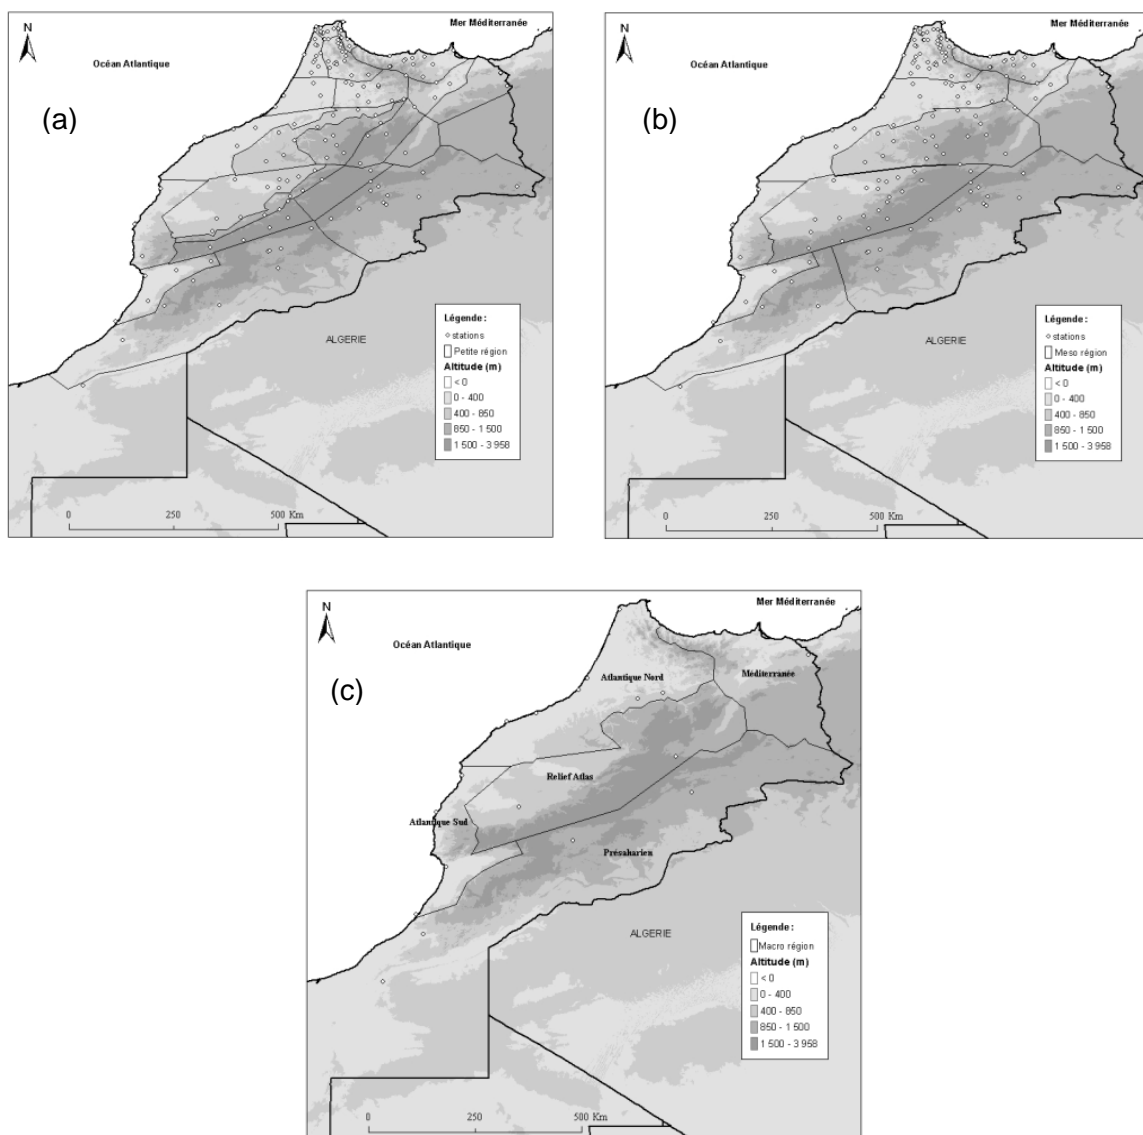 N
Mer Méditerranée
Océan Atlantique
(a)
Légende :
stations
Petite région
Altitude (m)
< 0
0 - 400
400 - 850
850 - 1 500
1 500 - 3 958
ALGERIE
0 250 500 Km
N
Mer Méditerranée
Océan Atlantique
(b)
Légende :
stations
Meso région
Altitude (m)
< 0
0 - 400
400 - 850
850 - 1 500
1 500 - 3 958
ALGERIE
0 250 500 Km
N
Mer Méditerranée
Océan Atlantique
(c)
Atlantique Nord
Méditerranée
Relief Atlas
Atlantique Sud
Présaharien
ALGERIE
Légende :
Macro région
Altitude (m)
< 0
0 - 400
400 - 850
850 - 1 500
1 500 - 3 958
0 250 500 Km